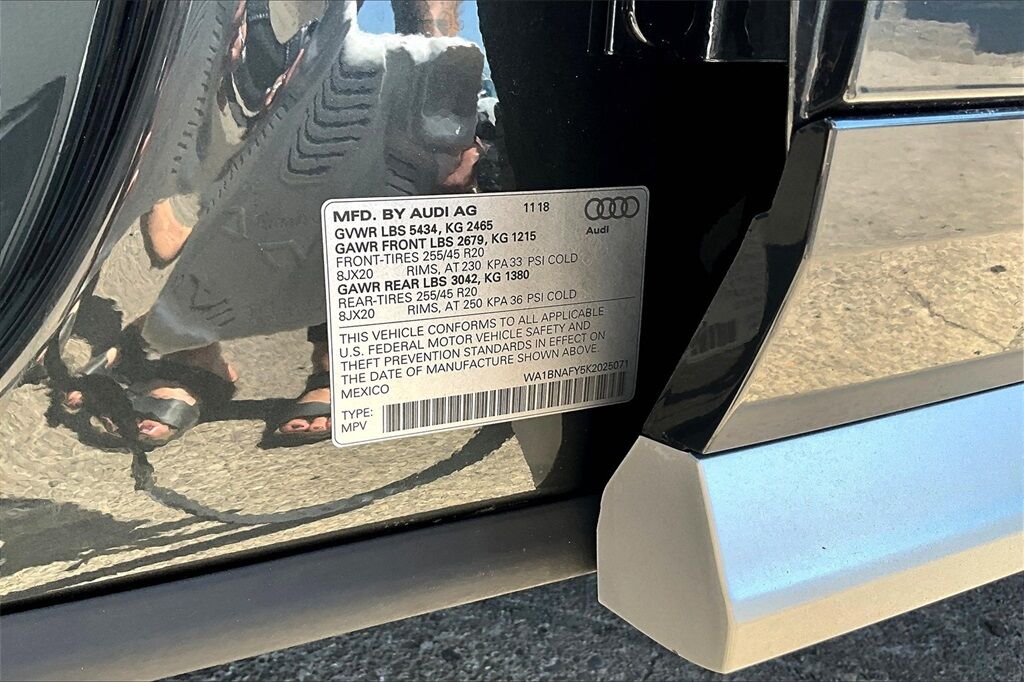 MFD. BY AUDI AG 11 18
GVWR LBS 5434, KG 2465
GAWR FRONT LBS 2679, KG 1215
FRONT-TIRES 255/45 R20
8JX20 RIMS, AT 230 KPA 33 PSI COLD
GAWR REAR LBS 3042, KG 1380
REAR-TIRES 255/45 R20
8JX20 RIMS, AT 250 KPA 36 PSI COLD
Audi
THIS VEHICLE CONFORMS TO ALL APPLICABLE
U.S. FEDERAL MOTOR VEHICLE SAFETY AND
THEFT PREVENTION STANDARDS IN EFFECT ON
THE DATE OF MANUFACTURE SHOWN ABOVE.
MEXICO WA1BNAFY5K2025071
TYPE:
MPV